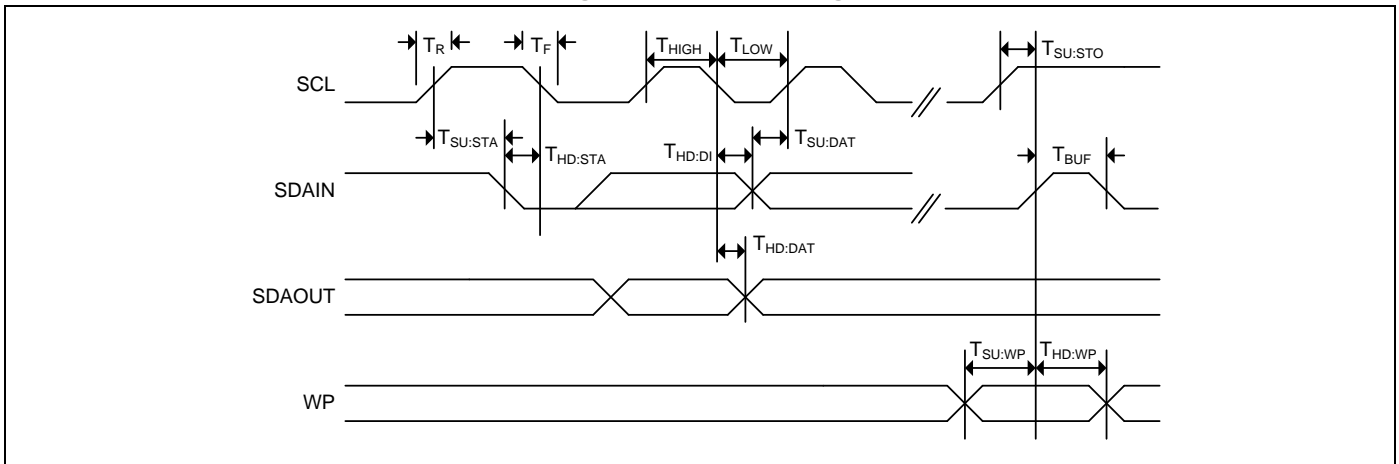 TR TF THIGH TLOW TSU:STO
SCL
TSU:STA THD:STA THD:DI TSU:DAT TBUF
SDAIN
THD:DAT
SDAOUT
TSU:WP THD:WP
WP